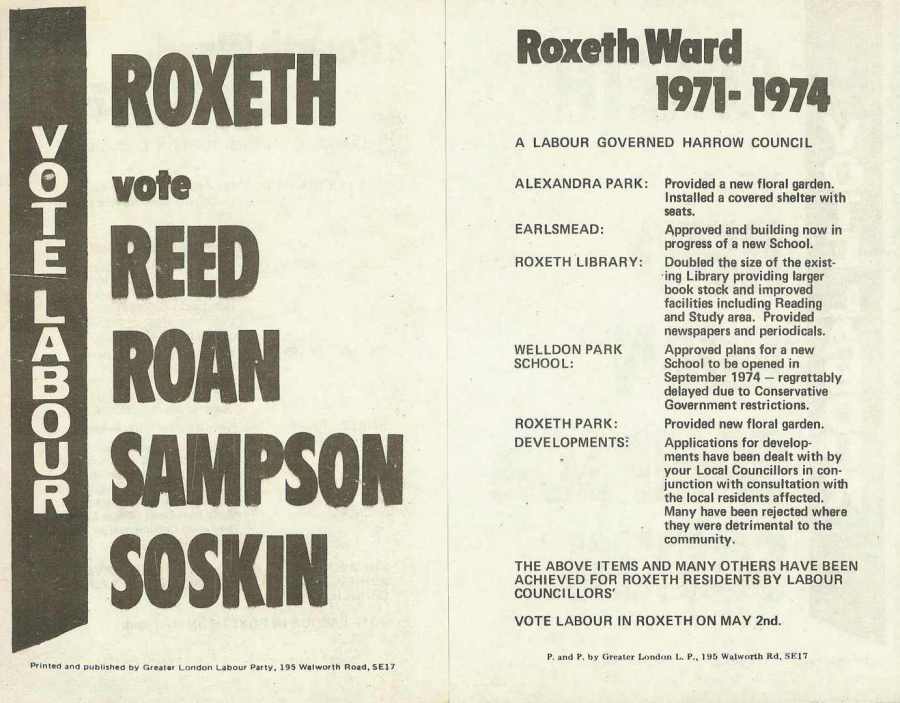 VOTE LABOUR
ROXETH
vote
REED
ROAN
SAMPSON
SOSKIN
Printed and published by Greater London Labour Party, 195 Walworth Road, SE17
Roxeth Ward
1971-1974
A LABOUR GOVERNED HARROW COUNCIL
ALEXANDRA PARK: Provided a new floral garden.
Installed a covered shelter with
seats.
EARLSMEAD: Approved and building now in
progress of a new School.
ROXETH LIBRARY: Doubled the size of the exist-
ing Library providing larger
book stock and improved
facilities including Reading
and Study area. Provided
newspapers and periodicals.
WELLDON PARK Approved plans for a new
SCHOOL: School to be opened in
September 1974 — regrettably
delayed due to Conservative
Government restrictions.
ROXETH PARK: Provided new floral garden.
DEVELOPMENTS: Applications for develop-
ments have been dealt with by
your Local Councillors in con-
junction with consultation with
the local residents affected.
Many have been rejected where
they were detrimental to the
community.
THE ABOVE ITEMS AND MANY OTHERS HAVE BEEN
ACHIEVED FOR ROXETH RESIDENTS BY LABOUR
COUNCILLORS'
VOTE LABOUR IN ROXETH ON MAY 2nd.
P. and P. by Greater London L. P., 195 Walworth Rd, SE17